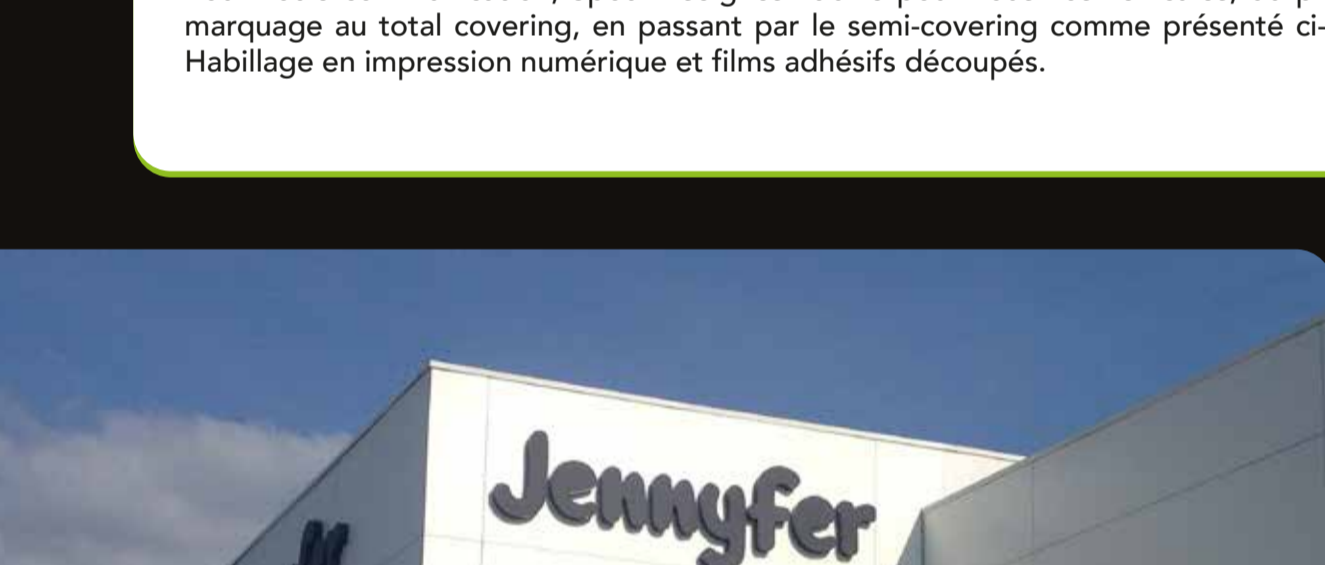 marquage au total covering, en passant par le semi-covering comme présenté ci-
Habillage en impression numérique et films adhésifs découpés.
Jennyfer